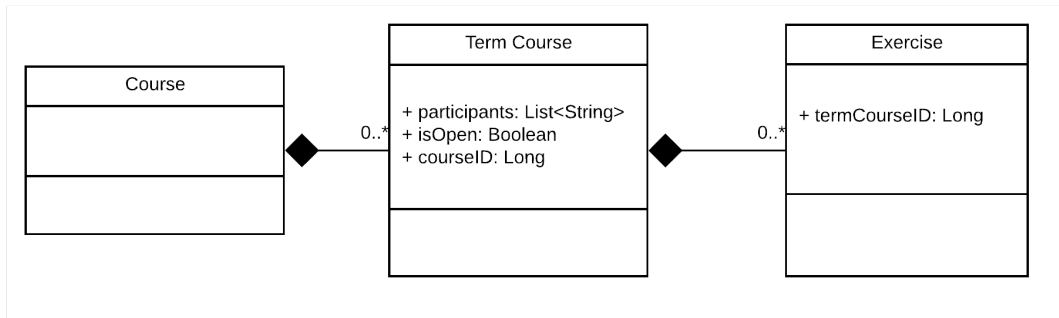 Course
0..*
Term Course
+ participants: List<String>
+ isOpen: Boolean
+ courseID: Long
0..*
Exercise
+ termCourseID: Long